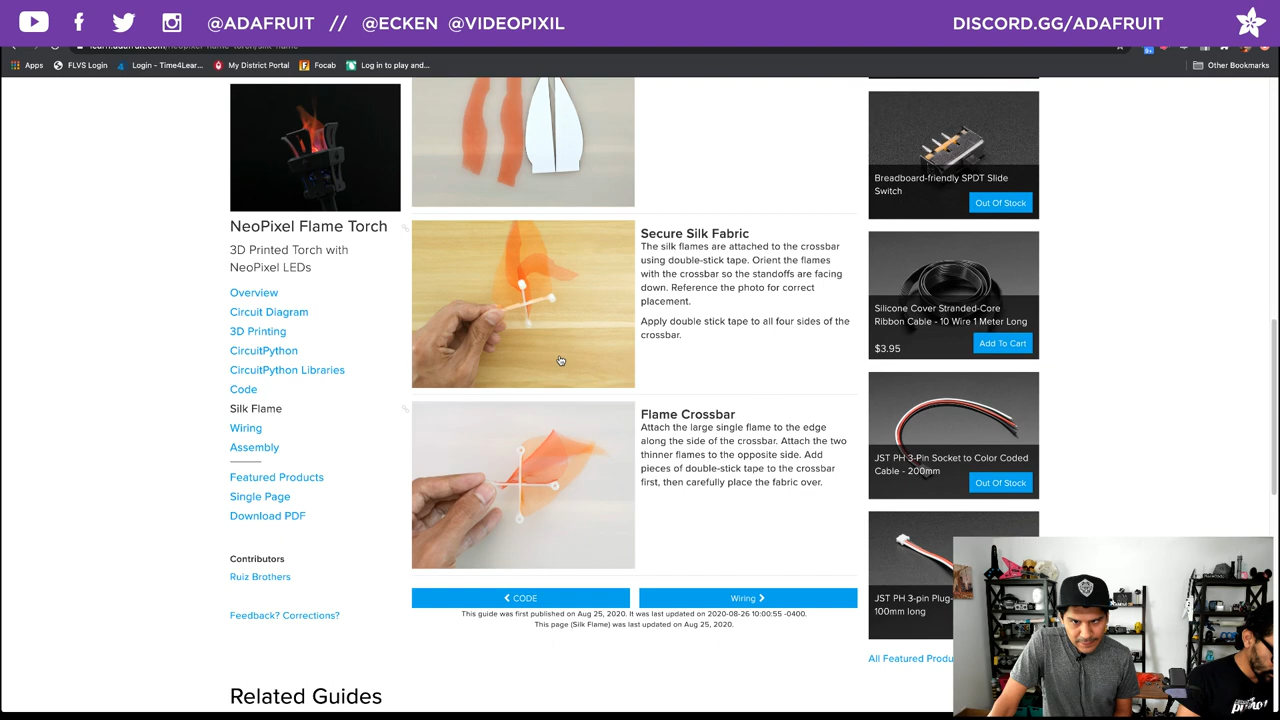 @ADAFRUIT // @ECKEN @VIDEOPIXIL
DISCORD.GG/ADAFRUIT
Apps
FLVS Login
Login - Time4Lear...
My District Portal
Focab
Log in to play and...
Other Bookmarks
NeoPixel Flame Torch
3D Printed Torch with
NeoPixel LEDs
Overview
Circuit Diagram
3D Printing
CircuitPython
CircuitPython Libraries
Code
Silk Flame
Wiring
Assembly
Featured Products
Single Page
Download PDF
Contributors
Ruiz Brothers
Feedback? Corrections?
Secure Silk Fabric
The silk flames are attached to the crossbar
using double-stick tape. Orient the flames
with the crossbar so the standoffs are facing
down. Reference the photo for correct
placement.
Apply double stick tape to all four sides of the
crossbar.
Flame Crossbar
Attach the large single flame to the edge
along the side of the crossbar. Attach the two
thinner flames to the opposite side. Add
pieces of double-stick tape to the crossbar
first, then carefully place the fabric over.
CODE
Wiring
This guide was first published on Aug 25, 2020. It was last updated on 2020-08-26 10:00:55 -0400.
This page (Silk Flame) was last updated on Aug 25, 2020.
Related Guides
Breadboard-friendly SPDT Slide
Switch
Out Of Stock
Silicone Cover Stranded-Core
Ribbon Cable - 10 Wire 1 Meter Long
$3.95
Add To Cart
JST PH 3-Pin Socket to Color Coded
Cable - 200mm
Out Of Stock
JST PH 3-pin Plug-
100mm long
All Featured Produ